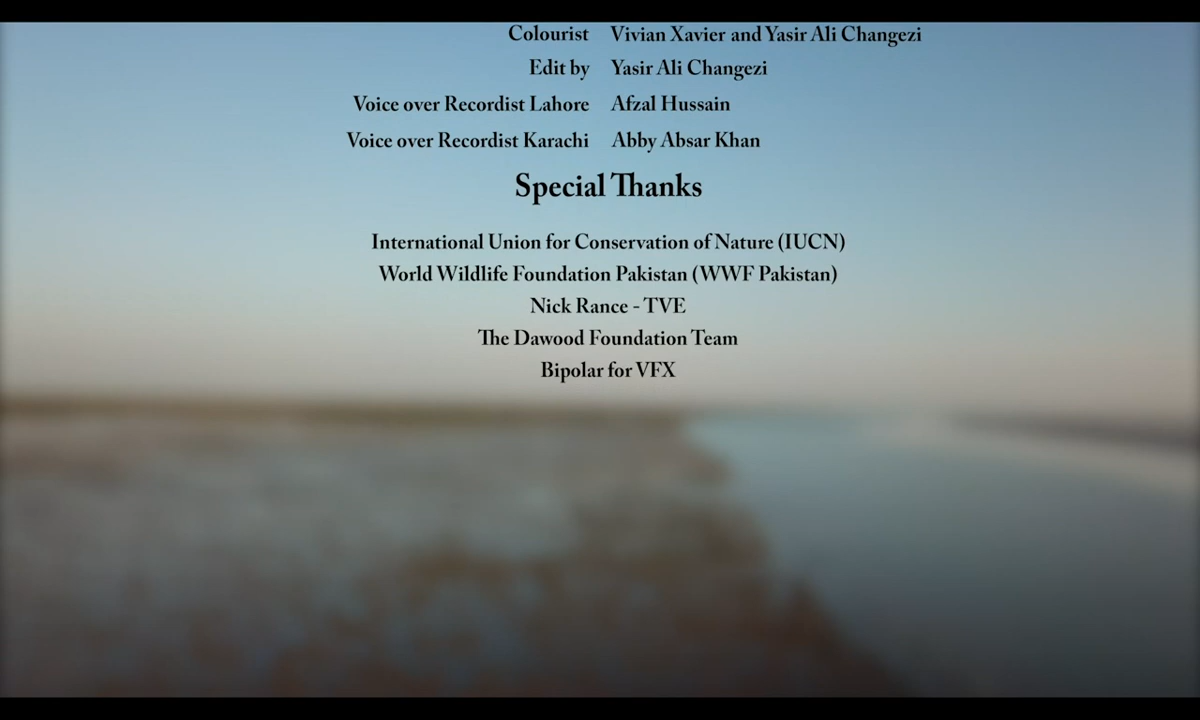 Colourist Vivian Xavier and Yasir Ali Changezi
Edit by Yasir Ali Changezi
Voice over Recordist Lahore Afzal Hussain
Voice over Recordist Karachi Abby Absar Khan
Special Thanks
International Union for Conservation of Nature (IUCN)
World Wildlife Foundation Pakistan (WWF Pakistan)
Nick Rance - TVE
The Dawood Foundation Team
Bipolar for VFX